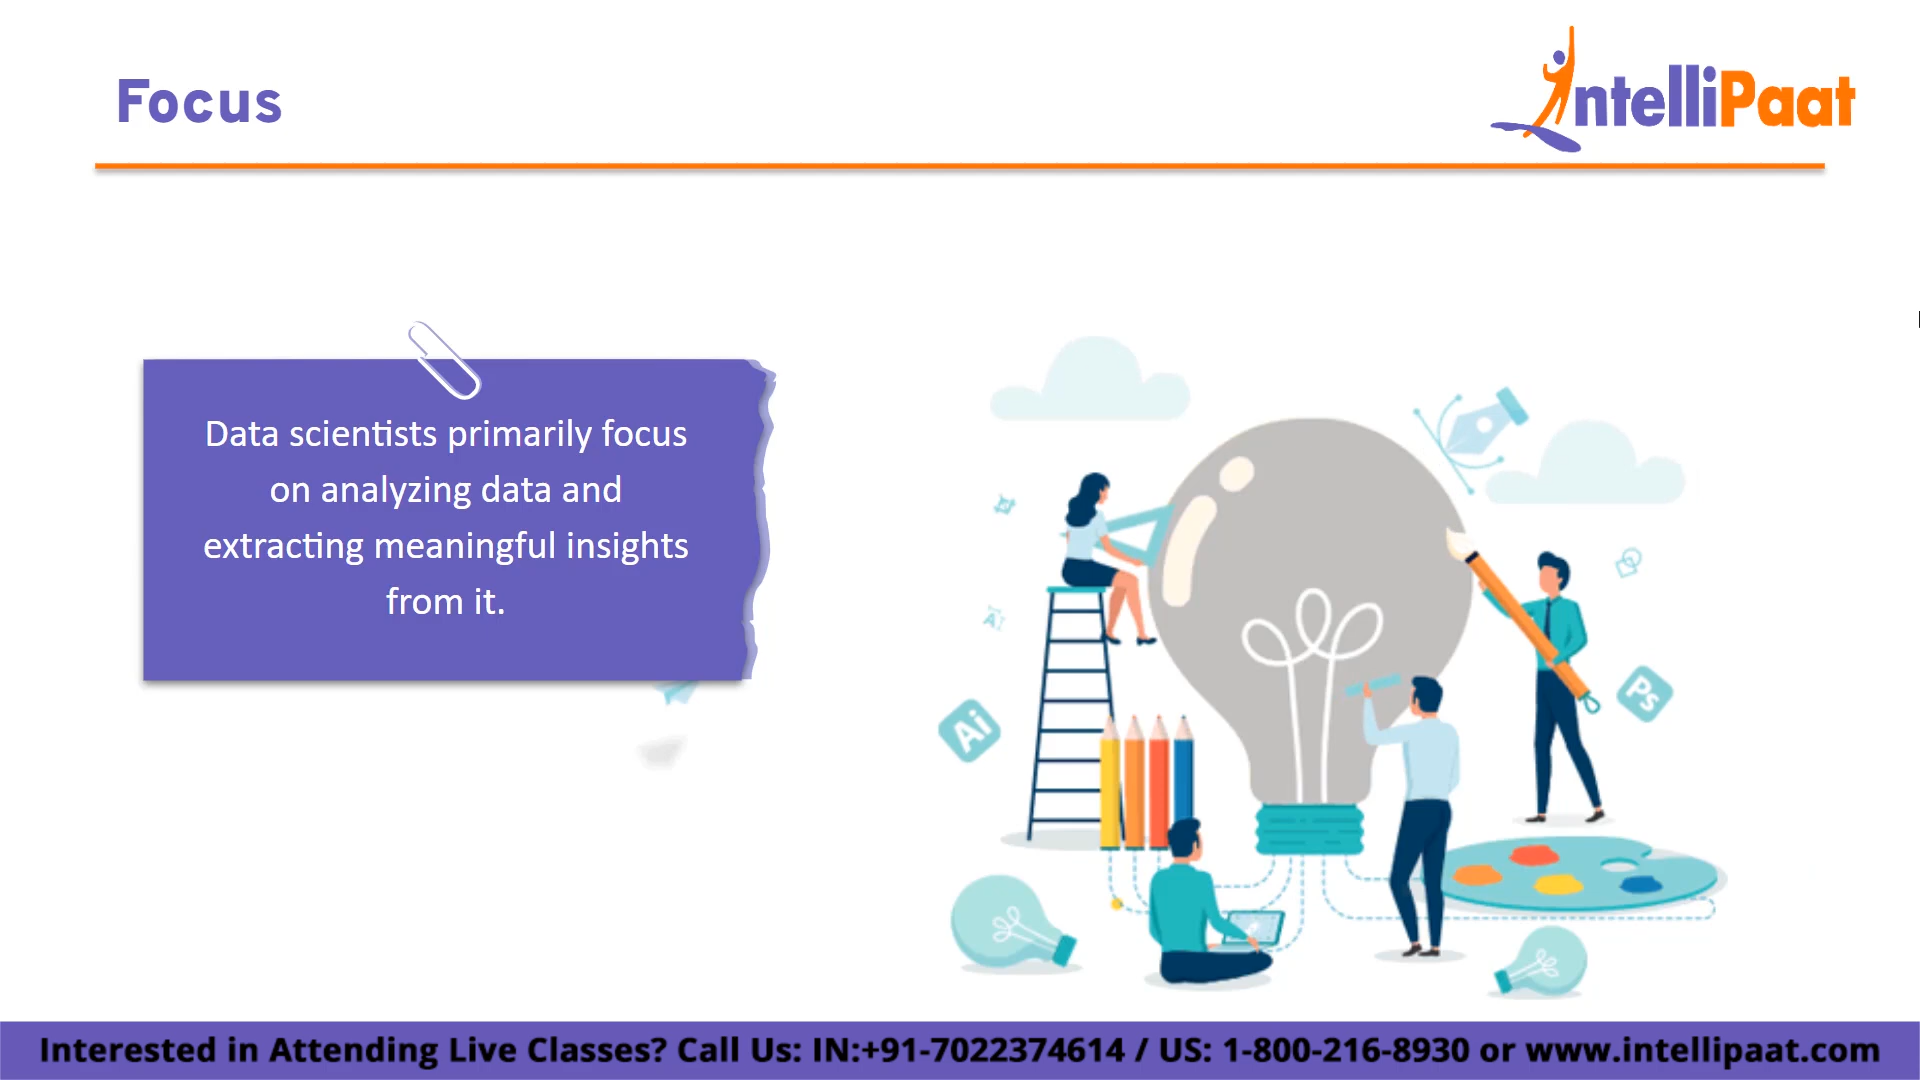 Focus
IntelliPaat
Data scientists primarily focus
on analyzing data and
extracting meaningful insights
from it.
Ai
Ps
Ai
Interested in Attending Live Classes? Call Us: IN:+91-7022374614 / US: 1-800-216-8930 or www.intellipaat.com